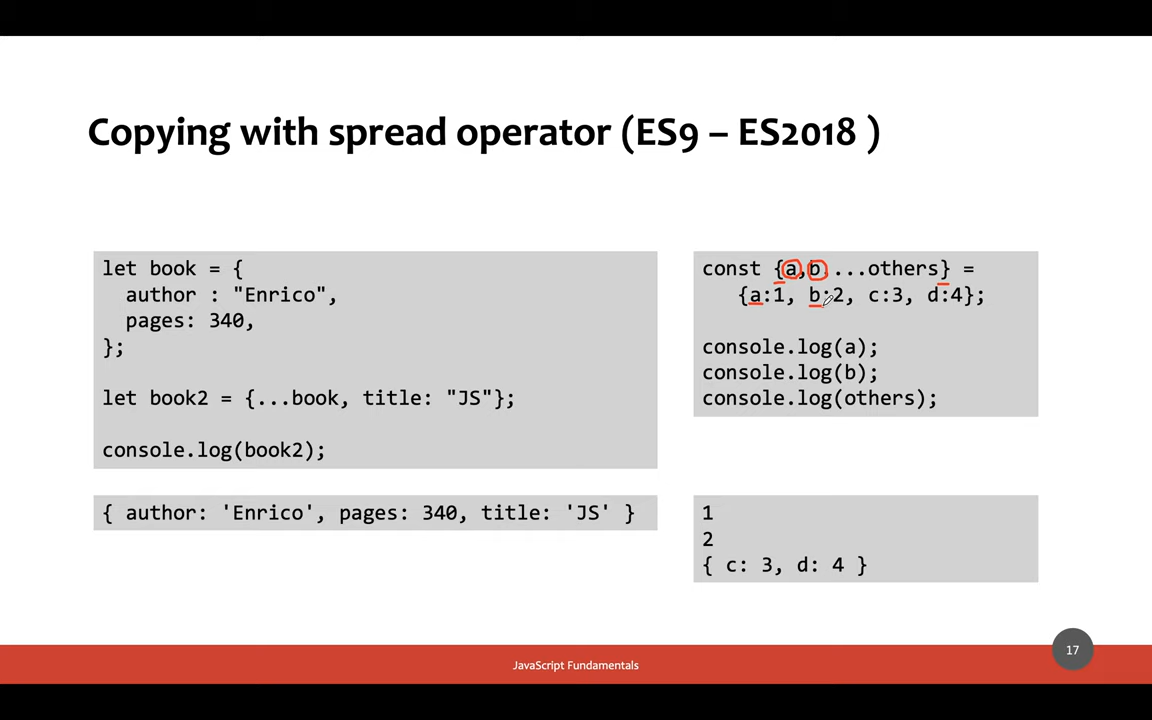 Copying with spread operator (ES9 – ES2018 )
let book = {
author : "Enrico",
pages: 340,
};
let book2 = {...book, title: "JS"};
console.log(book2);
{ author: 'Enrico', pages: 340, title: 'JS' }
const {a,b,...others} =
{a:1, b:2, c:3, d:4};
console.log(a);
console.log(b);
console.log(others);
1
2
{ c: 3, d: 4 }
JavaScript Fundamentals
17